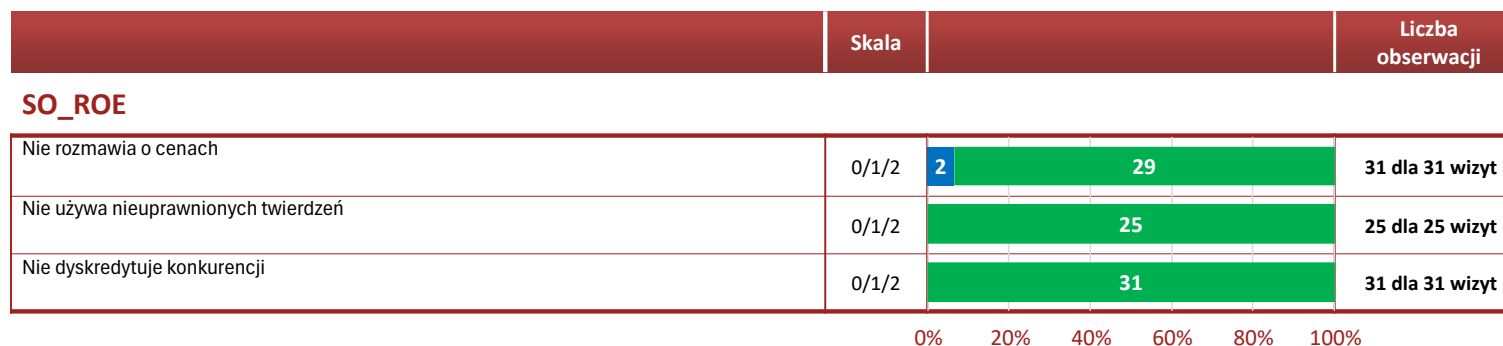 Skala
Liczba
obserwacji
SO_ROE
Nie rozmawia o cenach
0/1/2
2
29
31 dla 31 wizyt
Nie używa nieuprawnionych twierdzeń
0/1/2
25
25 dla 25 wizyt
Nie dyskredytuje konkurencji
0/1/2
31
31 dla 31 wizyt
0% 20% 40% 60% 80% 100%